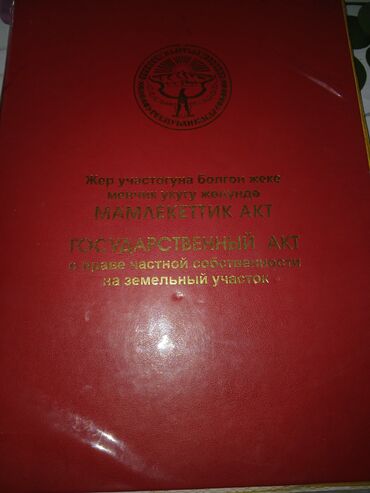 Жер участогуна болгон жеке
менчик укугу жөнүндө
МАМЛЕКЕТТИК АКТ
ГОСУДАРСТВЕННЫЙ АКТ
о праве частной собственности
на земельный участок